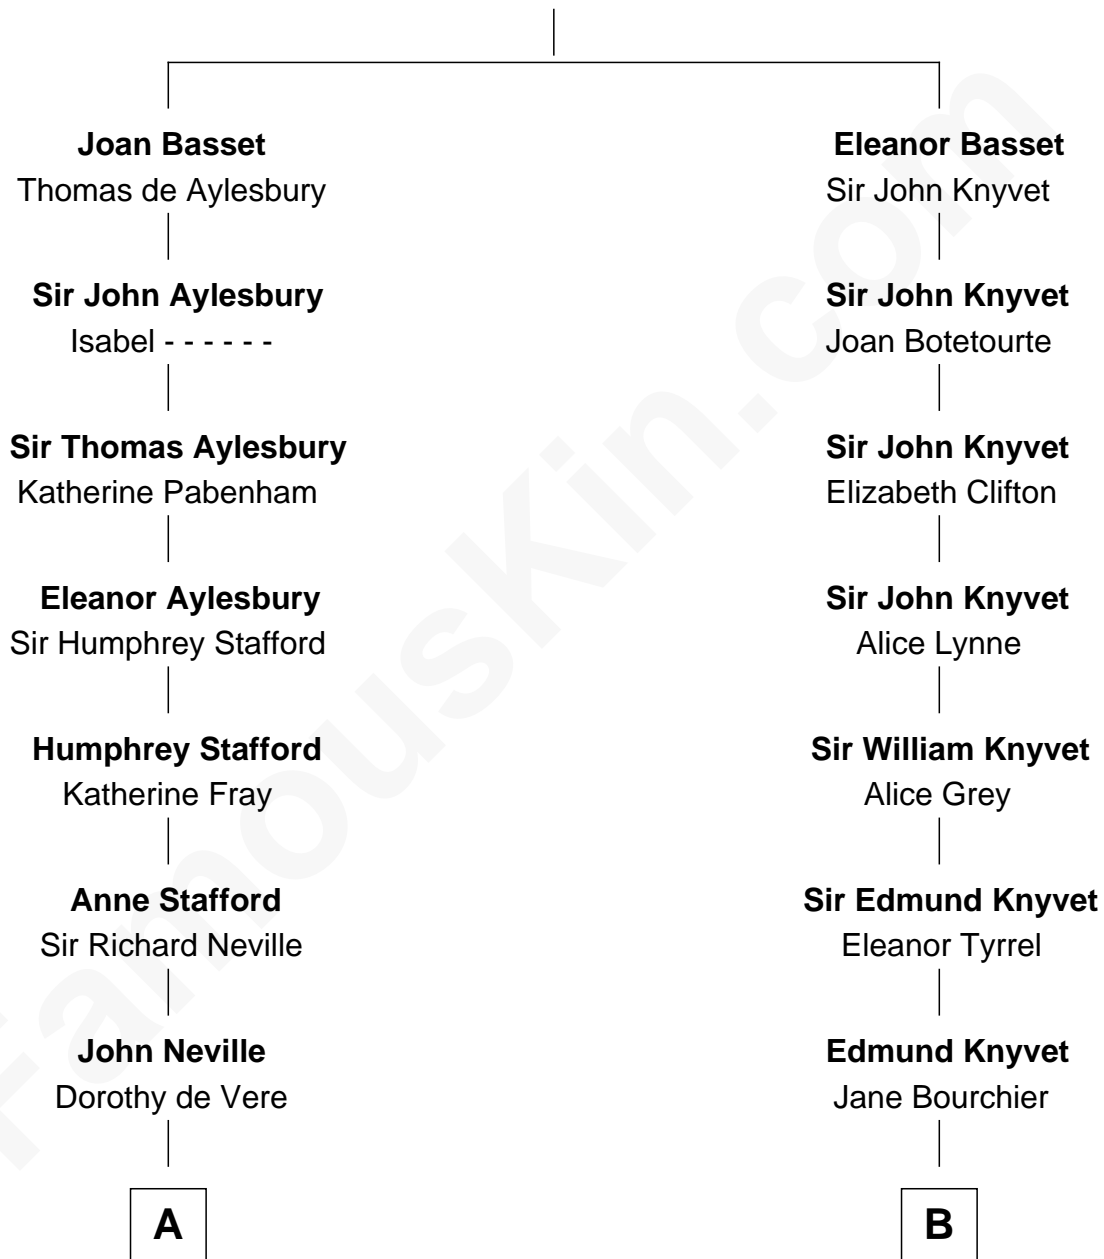 Joan Basset
Thomas de Aylesbury
Sir John Aylesbury
Isabel - - - - - -
Sir Thomas Aylesbury
Katherine Pabenham
Eleanor Aylesbury
Sir Humphrey Stafford
Humphrey Stafford
Katherine Fray
Anne Stafford
Sir Richard Neville
John Neville
Dorothy de Vere
A
Eleanor Basset
Sir John Knyvet
Sir John Knyvet
Joan Botetourte
Sir John Knyvet
Elizabeth Clifton
Sir John Knyvet
Alice Lynne
Sir William Knyvet
Alice Grey
Sir Edmund Knyvet
Eleanor Tyrrel
Edmund Knyvet
Jane Bourchier
B
FamousKin.com